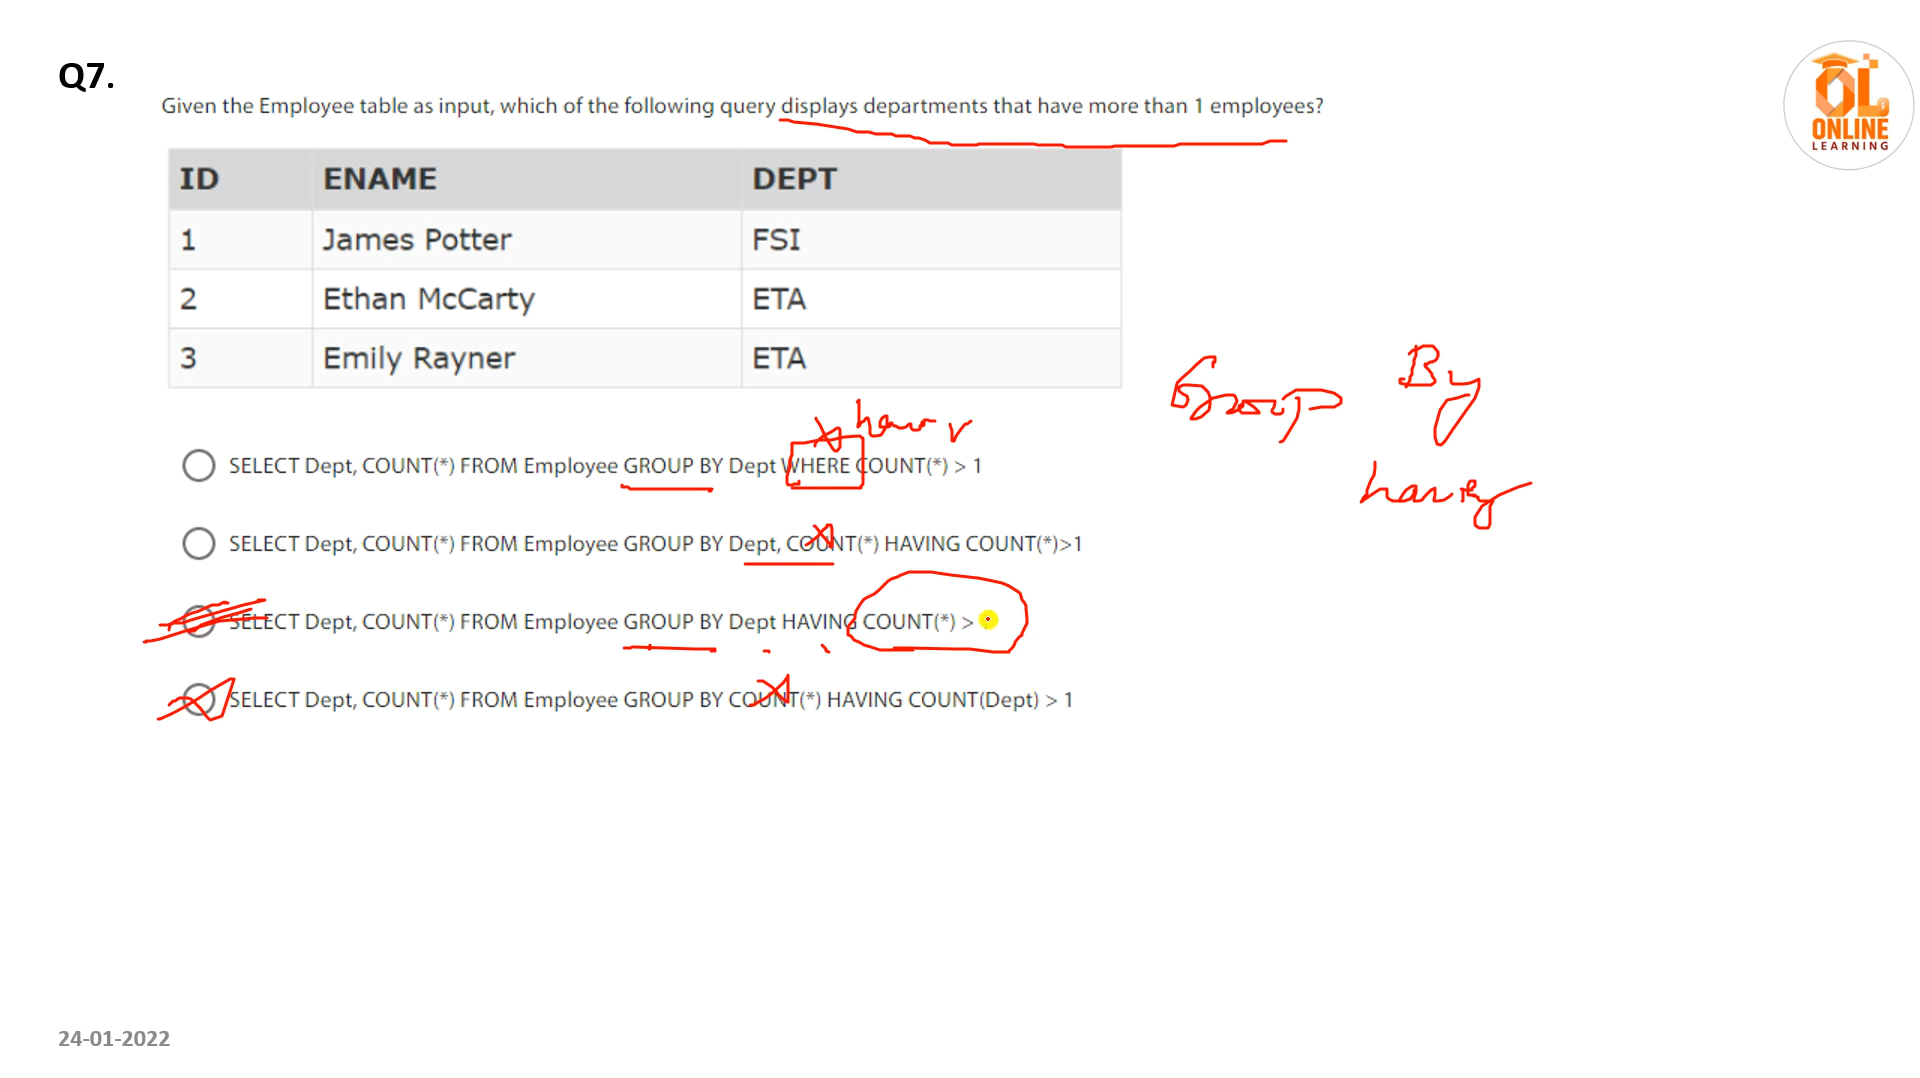 Q7.
Given the Employee table as input, which of the following query displays departments that have more than 1 employees?
ID ENAME DEPT
1 James Potter FSI
2 Ethan McCarty ETA
3 Emily Rayner ETA
SELECT Dept, COUNT(*) FROM Employee GROUP BY Dept WHERE COUNT(*) > 1
SELECT Dept, COUNT(*) FROM Employee GROUP BY Dept, COUNT(*) HAVING COUNT(*)>1
SELECT Dept, COUNT(*) FROM Employee GROUP BY Dept HAVING COUNT(*) >
SELECT Dept, COUNT(*) FROM Employee GROUP BY COUNT(*) HAVING COUNT(Dept) > 1
Group By
having
OL
ONLINE
LEARNING
24-01-2022